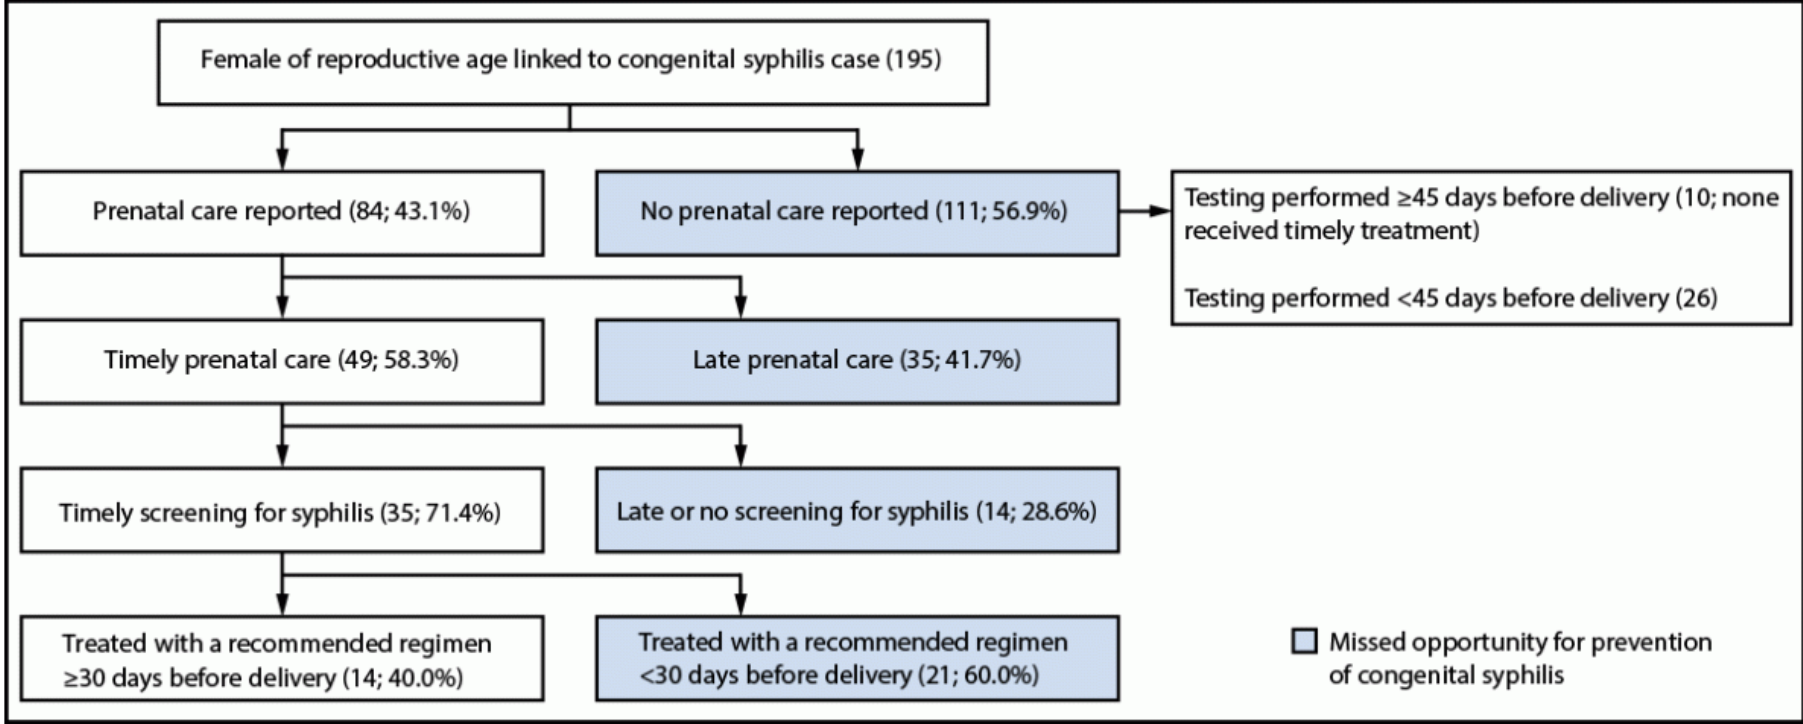 Female of reproductive age linked to congenital syphilis case (195)
Prenatal care reported (84; 43.1%)
No prenatal care reported (111; 56.9%)
Testing performed ≥45 days before delivery (10; none
received timely treatment)
Testing performed <45 days before delivery (26)
Timely prenatal care (49; 58.3%)
Late prenatal care (35; 41.7%)
Timely screening for syphilis (35; 71.4%)
Late or no screening for syphilis (14; 28.6%)
Treated with a recommended regimen
≥30 days before delivery (14; 40.0%)
Treated with a recommended regimen
<30 days before delivery (21; 60.0%)
Missed opportunity for prevention
of congenital syphilis